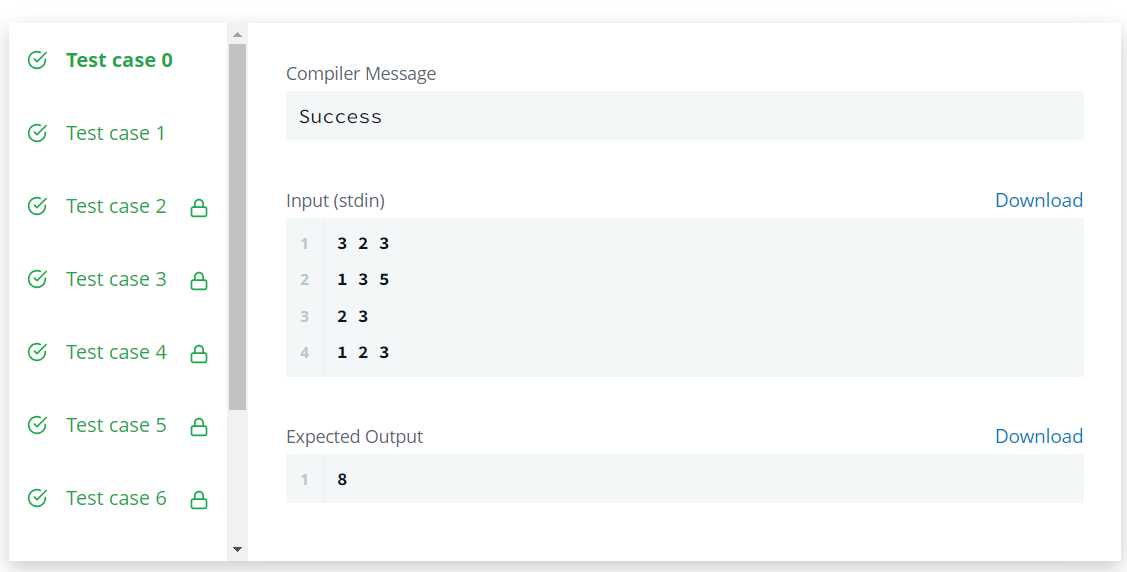 Test case 0
Test case 1
Test case 2
Test case 3
Test case 4
Test case 5
Test case 6
Compiler Message
Success
Input (stdin)
Download
1 3 2 3
2 1 3 5
3 2 3
4 1 2 3
Expected Output
Download
1 8